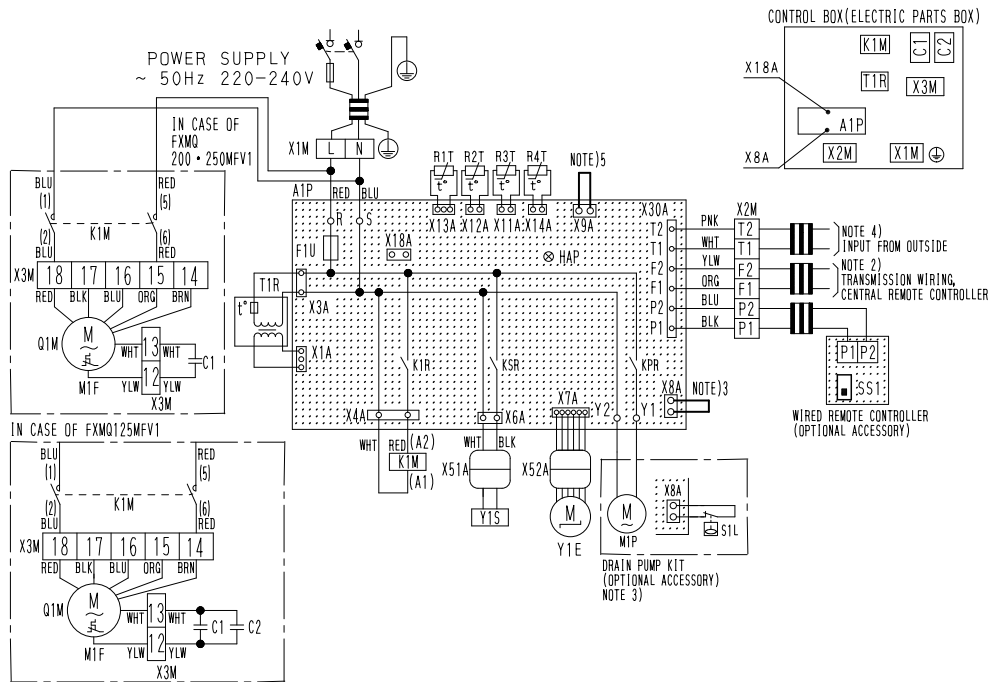 CONTROL BOX(ELECTRIC PARTS BOX)
K1M
C1
C2
X18A
T1R
X3M
A1P
X8A
X2M
X1M
POWER SUPPLY
~ 50Hz 220-240V
IN CASE OF
FXMQ
200・250MFV1
X1M
L
N
A1P
RED
BLU
R
S
F1U
X18A
R1T
R2T
R3T
R4T
t°
t°
t°
t°
X13A
X12A
X11A
X14A
NOTE)5
X9A
HAP
X30A
T2
T1
F2
F1
P2
P1
PNK
WHT
YLW
ORG
BLU
BLK
X2M
T2
T1
F2
F1
P2
P1
NOTE 4)
INPUT FROM OUTSIDE
NOTE 2)
TRANSMISSION WIRING,
CENTRAL REMOTE CONTROLLER
P1
P2
SS1
WIRED REMOTE CONTROLLER
(OPTIONAL ACCESSORY)
T1R
t°
X3A
X1A
K1R
KSR
KPR
X4A
X6A
X7A
Y2
Y1
X8A
NOTE)3
WHT
RED
(A2)
K1M
(A1)
WHT
BLK
X51A
Y1S
X52A
M
Y1E
M
~
M1P
X8A
S1L
DRAIN PUMP KIT
(OPTIONAL ACCESSORY)
NOTE 3)
BLU
(1)
RED
(5)
K1M
(2)
BLU
(6)
RED
X3M
18
17
16
15
14
RED
BLK
BLU
ORG
BRN
Q1M
M
~
M1F
WHT
13
WHT
YLW
12
YLW
C1
X3M
IN CASE OF FXMQ125MFV1
BLU
(1)
RED
(5)
K1M
(2)
BLU
(6)
RED
X3M
18
17
16
15
14
RED
BLK
BLU
ORG
BRN
Q1M
M
~
M1F
WHT
13
WHT
YLW
12
YLW
C1
C2
X3M